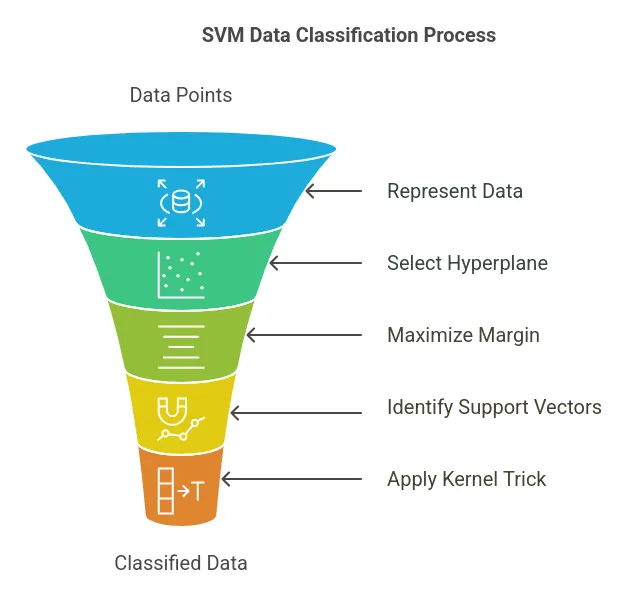 SVM Data Classification Process
Data Points
Represent Data
Select Hyperplane
Maximize Margin
Identify Support Vectors
Apply Kernel Trick
T
Classified Data